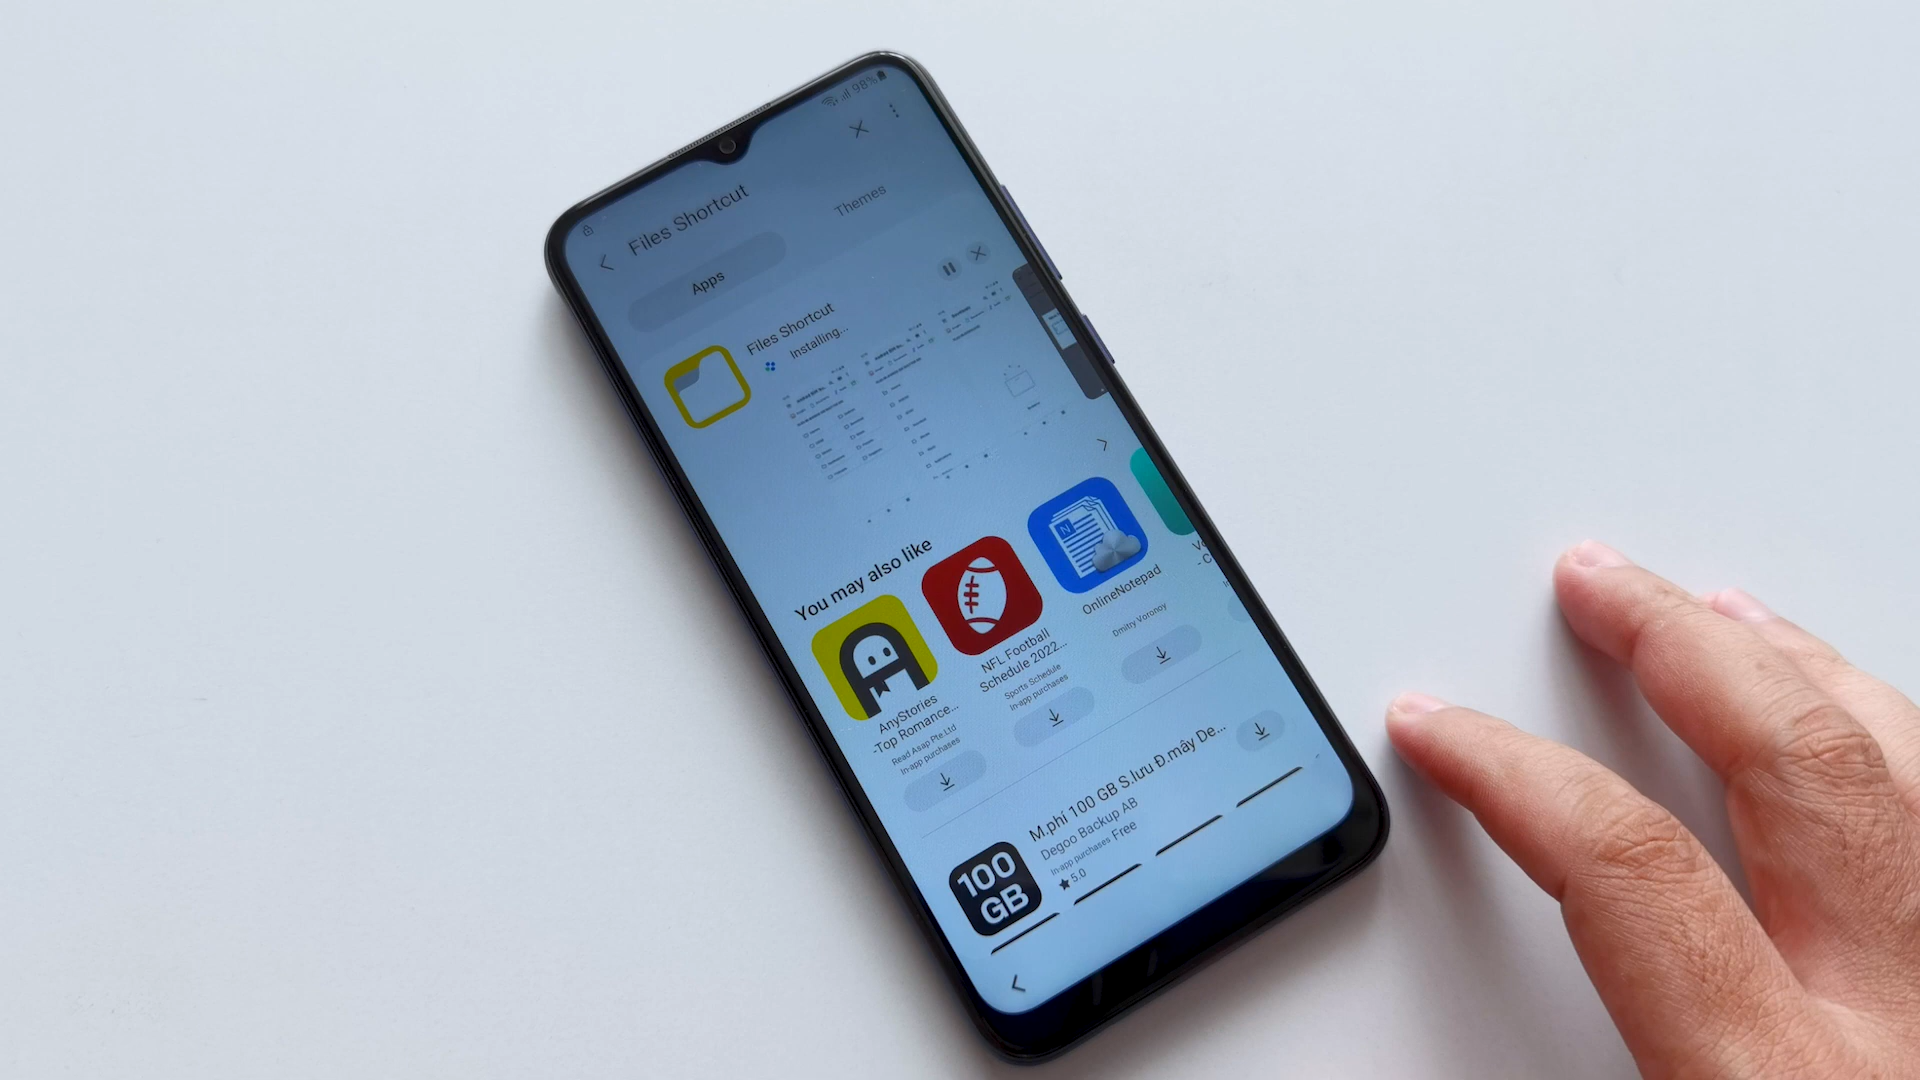 98%
Files Shortcut
Apps
Themes
Files Shortcut
Installing...
You may also like
AnyStories
-Top Romance...
Read Asap Pte.Ltd
In-app purchases
NFL Football
Schedule 2022...
Sports Schedule
In-app purchases
N
OnlineNotepad
Dmitry Voronoy
100
GB
M.phí 100 GB S.lưu Đ.mây De...
Degoo Backup AB
In-app purchases Free
5.0